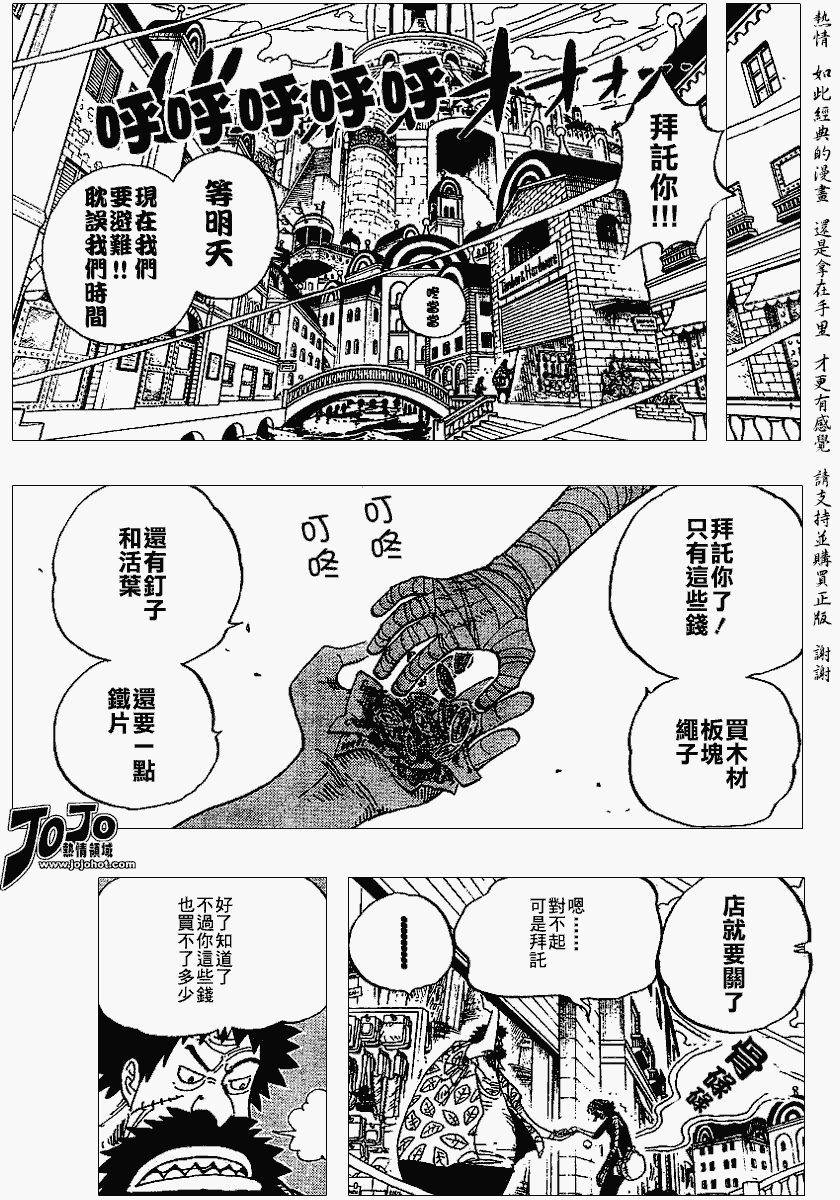 拜託你!!!
呼呼呼呼呼
オオオオ
等明天
現在我們
要避難!!
耽誤我們時間
拜託你了!
只有這些錢
買木材
板塊
繩子
叮咚
叮咚
還有釘子
和活葉
還要一點
鐵片
店就要關了
嗯……
對不起
可是拜託
………
骨碌碌
好了知道了
不過你這些錢
也買不了多少
JOJO
熱情領域
www.jojohot.com
熱情 如此經典的漫畫 還是拿在手里 才更有感覺 請支持並購買正版 謝謝